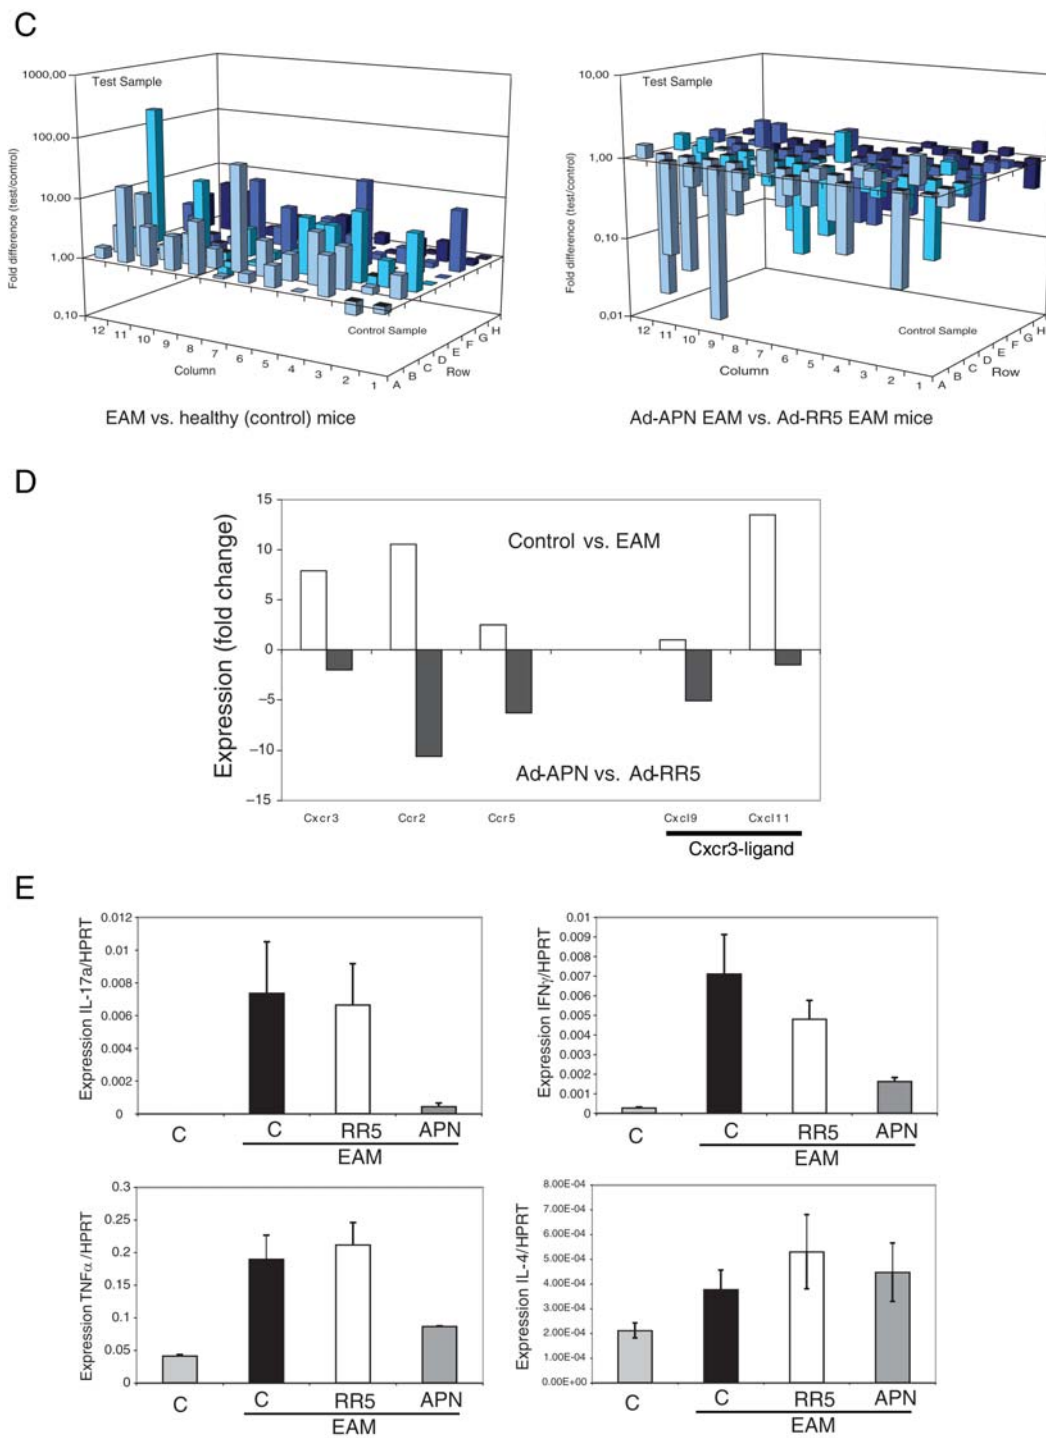 C
1000,00
100,00
10,00
1,00
0,10
Fold difference (test/control)
Test Sample
Control Sample
12 11 10 9 8 7 6 5 4 3 2 1
Column
A B C D E F G H
Row
EAM vs. healthy (control) mice
10,00
1,00
0,10
0,01
Fold difference (test/control)
Test Sample
Control Sample
12 11 10 9 8 7 6 5 4 3 2 1
Column
A B C D E F G H
Row
Ad-APN EAM vs. Ad-RR5 EAM mice
D
Expression (fold change)
15
10
5
0
−5
−10
−15
Control vs. EAM
Ad-APN vs. Ad-RR5
Cxcr3 Ccr2 Ccr5 Cxcl9 Cxcl11
Cxcr3-ligand
E
Expression IL-17a/HPRT
0.012
0.01
0.008
0.006
0.004
0.002
0
C C RR5 APN
EAM
Expression IFNγ/HPRT
0.01
0.009
0.008
0.007
0.006
0.005
0.004
0.003
0.002
0.001
0
C C RR5 APN
EAM
Expression TNFα/HPRT
0.3
0.25
0.2
0.15
0.1
0.05
0
C C RR5 APN
EAM
Expression IL-4/HPRT
8.00E-04
7.00E-04
6.00E-04
5.00E-04
4.00E-04
3.00E-04
2.00E-04
1.00E-04
0.00E+00
C C RR5 APN
EAM